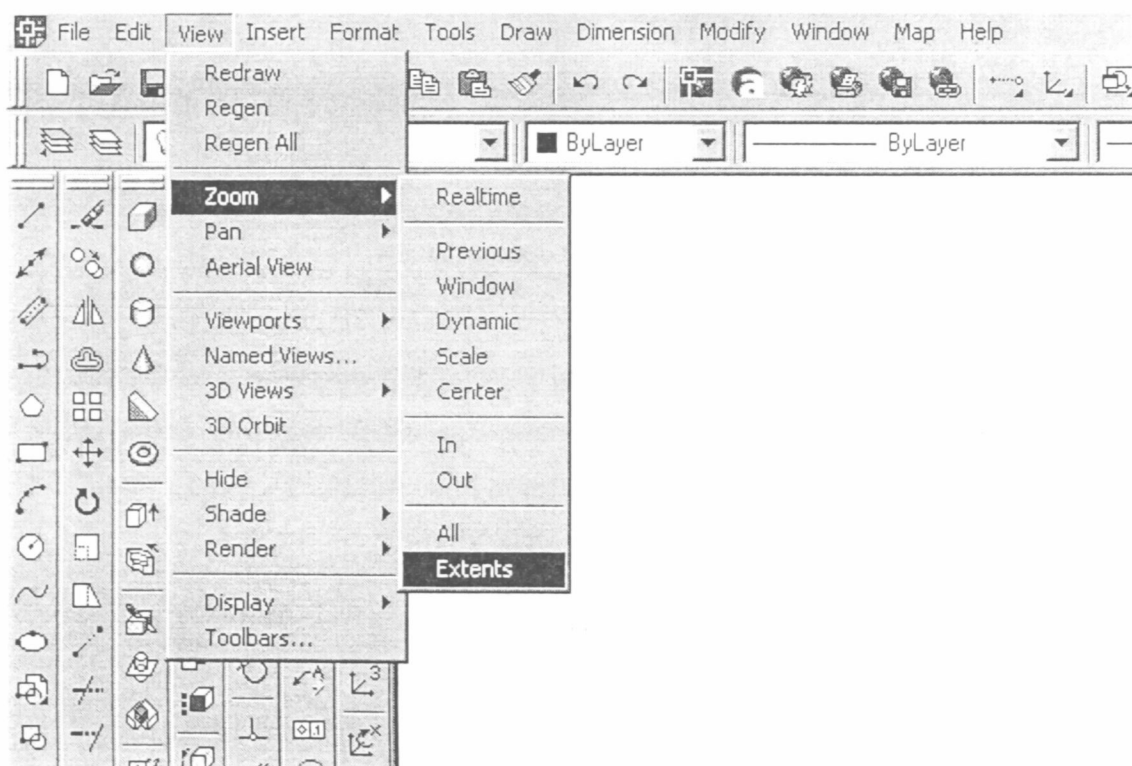 File Edit View Insert Format Tools Draw Dimension Modify Window Map Help
Redraw
Regen
Regen All
ByLayer
ByLayer
Zoom
Pan
Aerial View
Viewports
Named Views...
3D Views
3D Orbit
Hide
Shade
Render
Display
Toolbars...
Realtime
Previous
Window
Dynamic
Scale
Center
In
Out
All
Extents
A
3
X
1